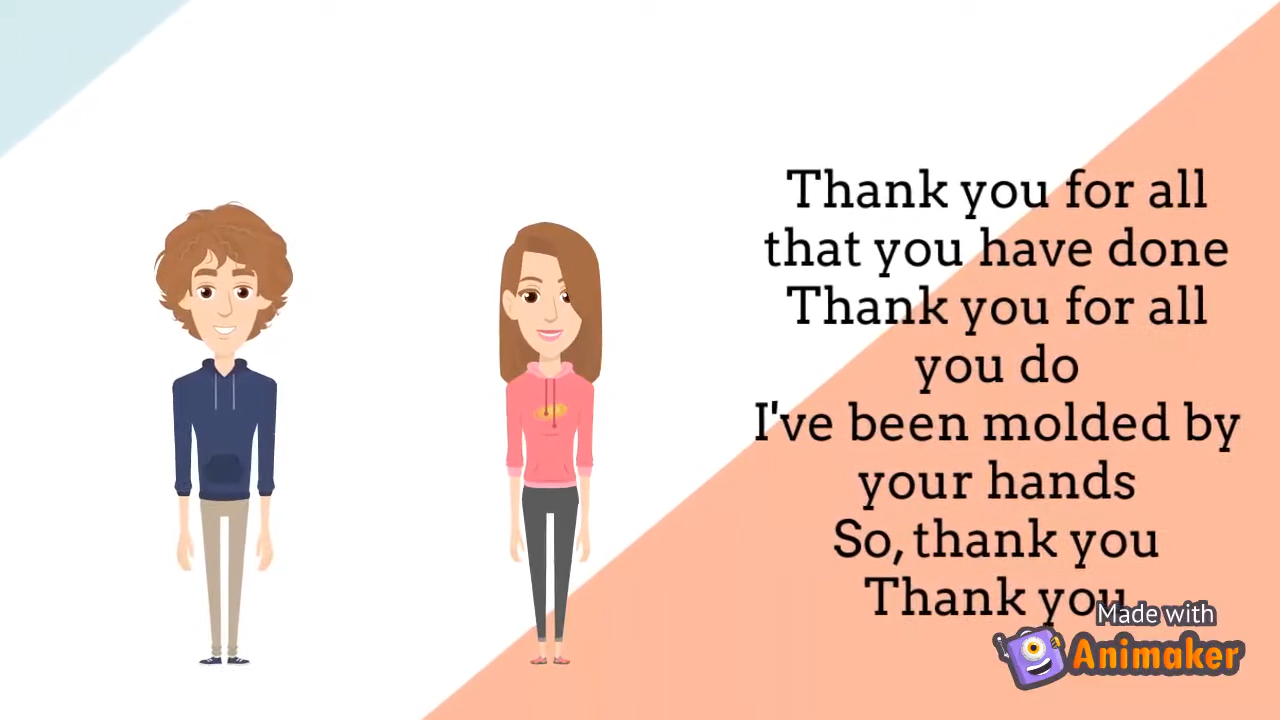 Thank you for all
that you have done
Thank you for all
you do
I've been molded by
your hands
So, thank you
Thank you
Made with
Animaker